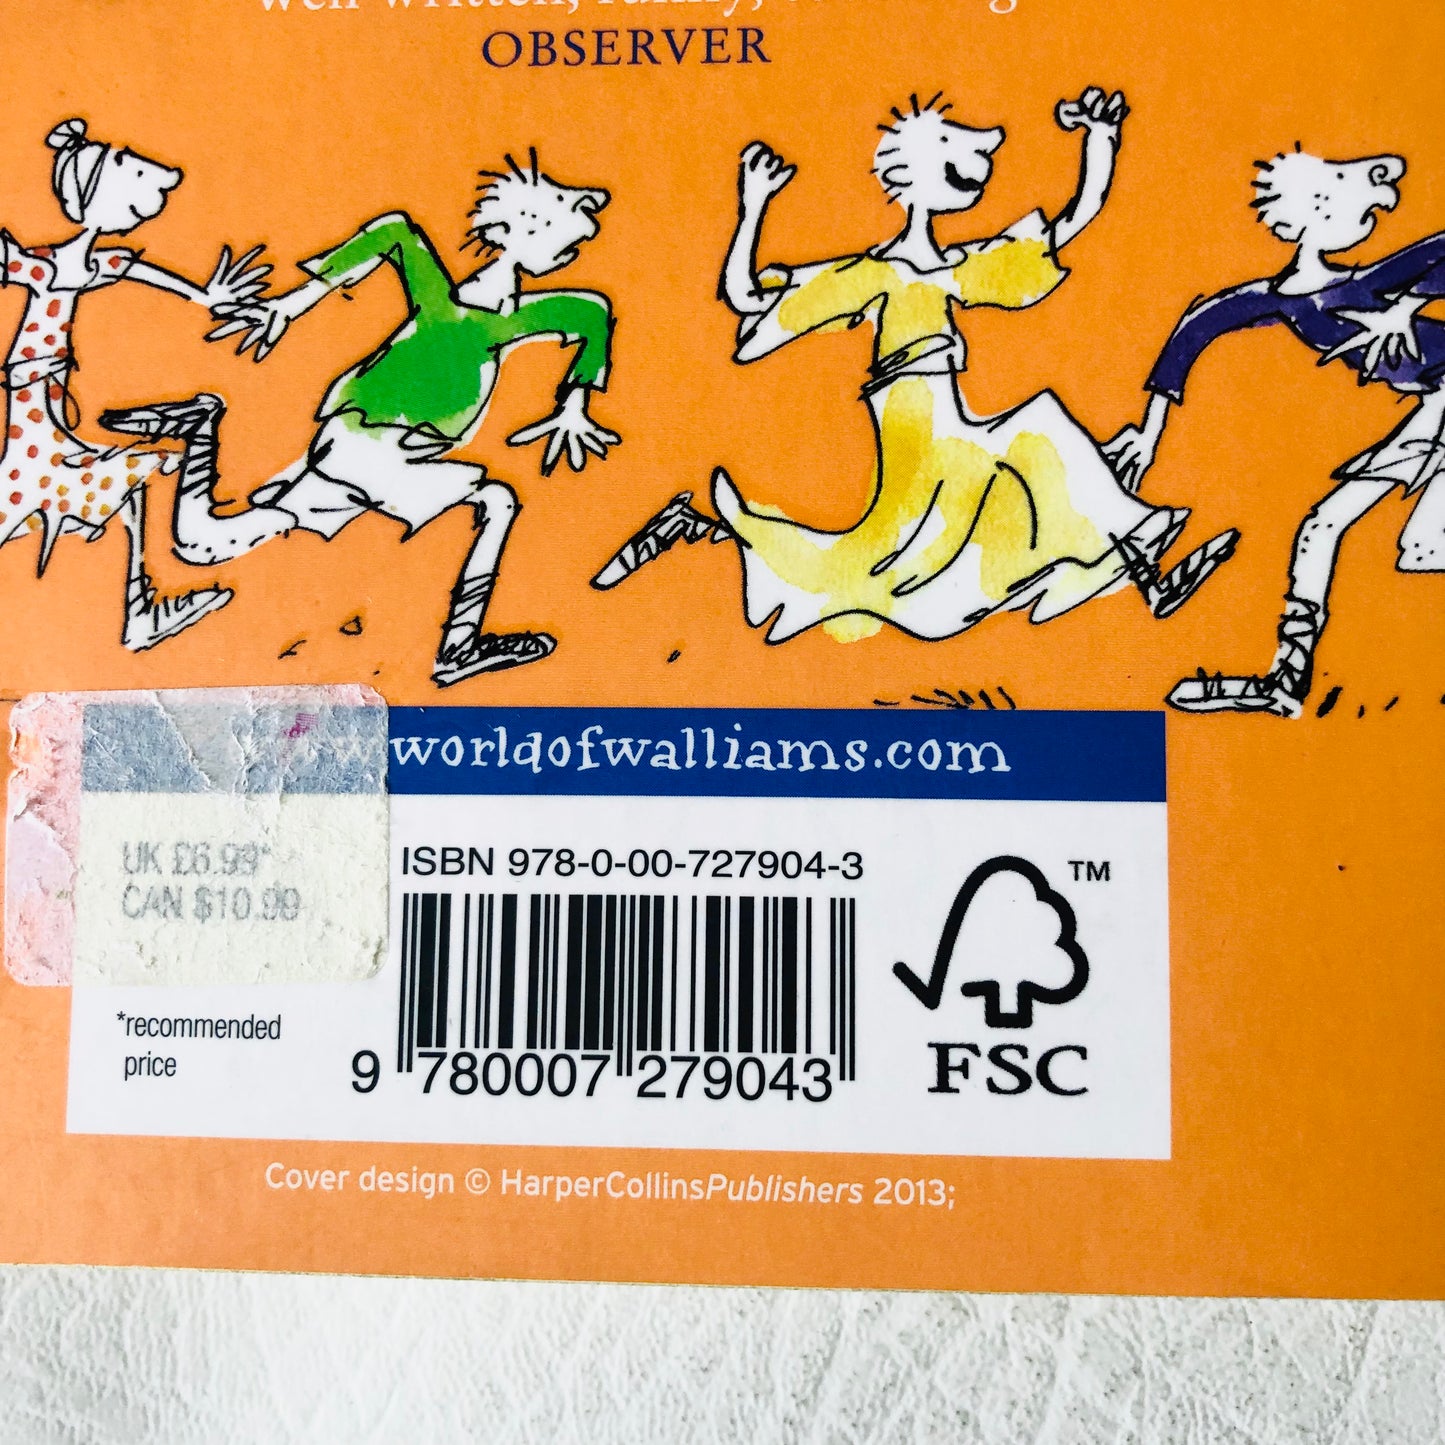 OBSERVER
worldofwalliams.com
UK £6.99*
CAN $10.99
*recommended
price
ISBN 978-0-00-727904-3
9 780007 279043
TM
FSC
Cover design © HarperCollinsPublishers 2013;